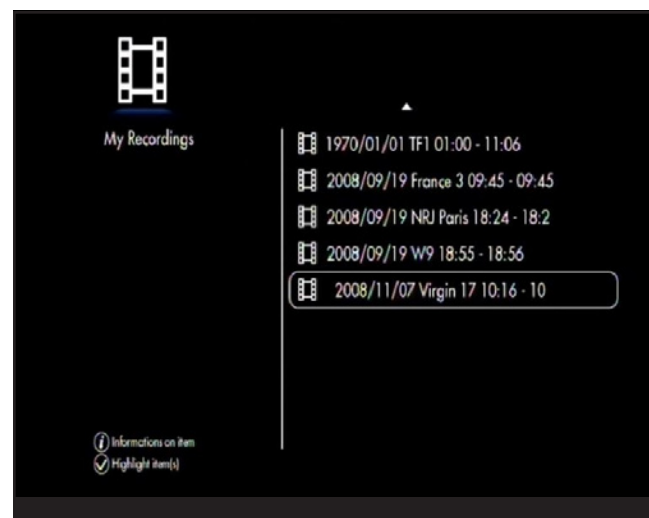 My Recordings
1970/01/01 TF1 01:00 - 11:06
2008/09/19 France 3 09:45 - 09:45
2008/09/19 NRJ Paris 18:24 - 18:2
2008/09/19 W9 18:55 - 18:56
2008/11/07 Virgin 17 10:16 - 10
i Informations on item
Highlight item(s)